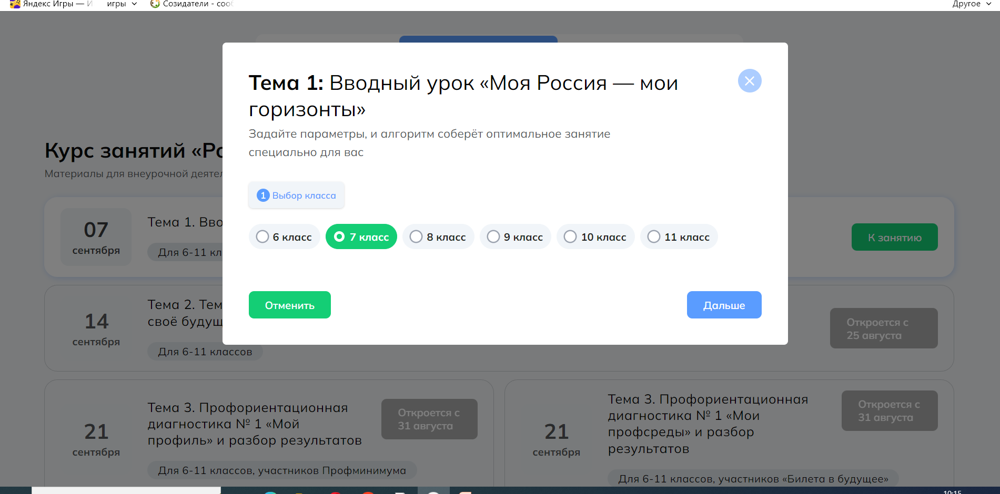 Яндекс Игры — И
игры
Созидатели - соо
Другое
Тема 1: Вводный урок «Моя Россия — мои
горизонты»
Задайте параметры, и алгоритм соберёт оптимальное занятие
специально для вас
1 Выбор класса
6 класс 7 класс 8 класс 9 класс 10 класс 11 класс
Отменить
Дальше
Курс занятий «Ро
Материалы для внеурочной деятел
07
сентября
Тема 1. Вво
Для 6-11 кл
К занятию
14
сентября
Тема 2. Тем
своё будущ
Для 6-11 классов
Откроется с
25 августа
21
сентября
Тема 3. Профориентационная
диагностика № 1 «Мой
профиль» и разбор результатов
Для 6-11 классов, участников Профминимума
Откроется с
31 августа
21
сентября
Тема 3. Профориентационная
диагностика № 1 «Мои
профсреды» и разбор
результатов
Для 6-11 классов, участников «Билета в будущее»
Откроется с
31 августа
10:15